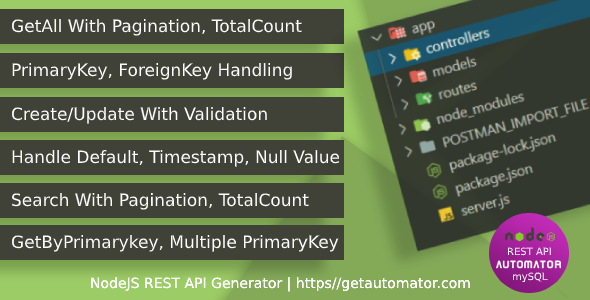 GetAll With Pagination, TotalCount
PrimaryKey, ForeignKey Handling
Create/Update With Validation
Handle Default, Timestamp, Null Value
Search With Pagination, TotalCount
GetByPrimarykey, Multiple PrimaryKey
app
controllers
models
routes
node_modules
POSTMAN_IMPORT_FILE
package-lock.json
package.json
JS server.js
node
REST API
AUTOMATOR
mySQL
NodeJS REST API Generator | https//getautomator.com